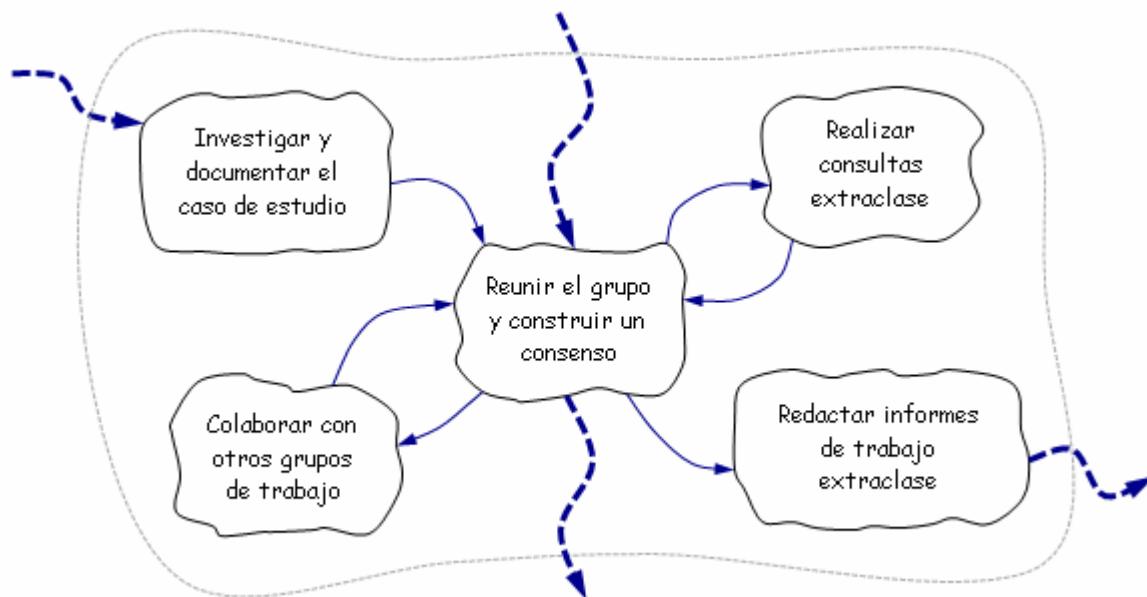 Investigar y
documentar el
caso de estudio
Realizar
consultas
extraclase
Reunir el grupo
y construir un
consenso
Colaborar con
otros grupos
de trabajo
Redactar informes
de trabajo
extraclase